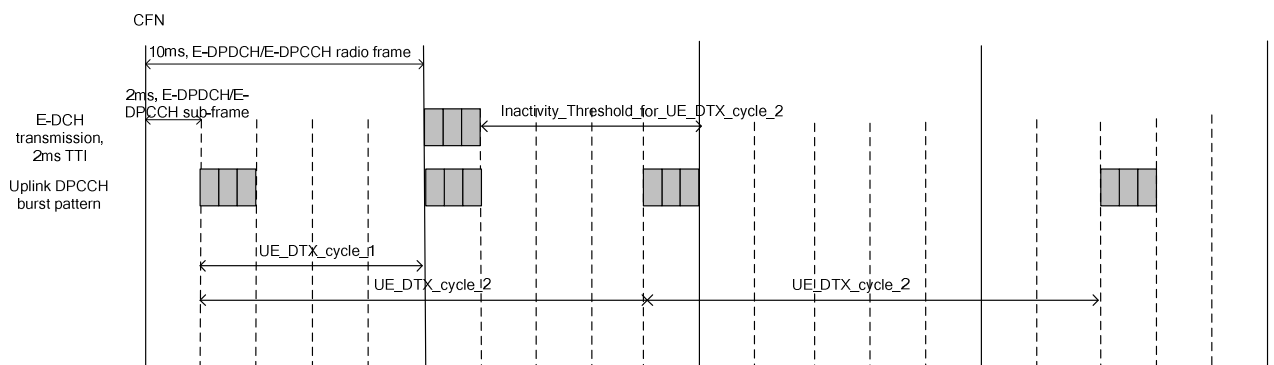 CFN
10ms, E-DPDCH/E-DPCCH radio frame
2ms, E-DPDCH/E-
DPCCH sub-frame
E-DCH
transmission,
2ms TTI
Inactivity_Threshold_for_UE_DTX_cycle_2
Uplink DPCCH
burst pattern
UE_DTX_cycle_1
UE_DTX_cycle_2
UE_DTX_cycle_2